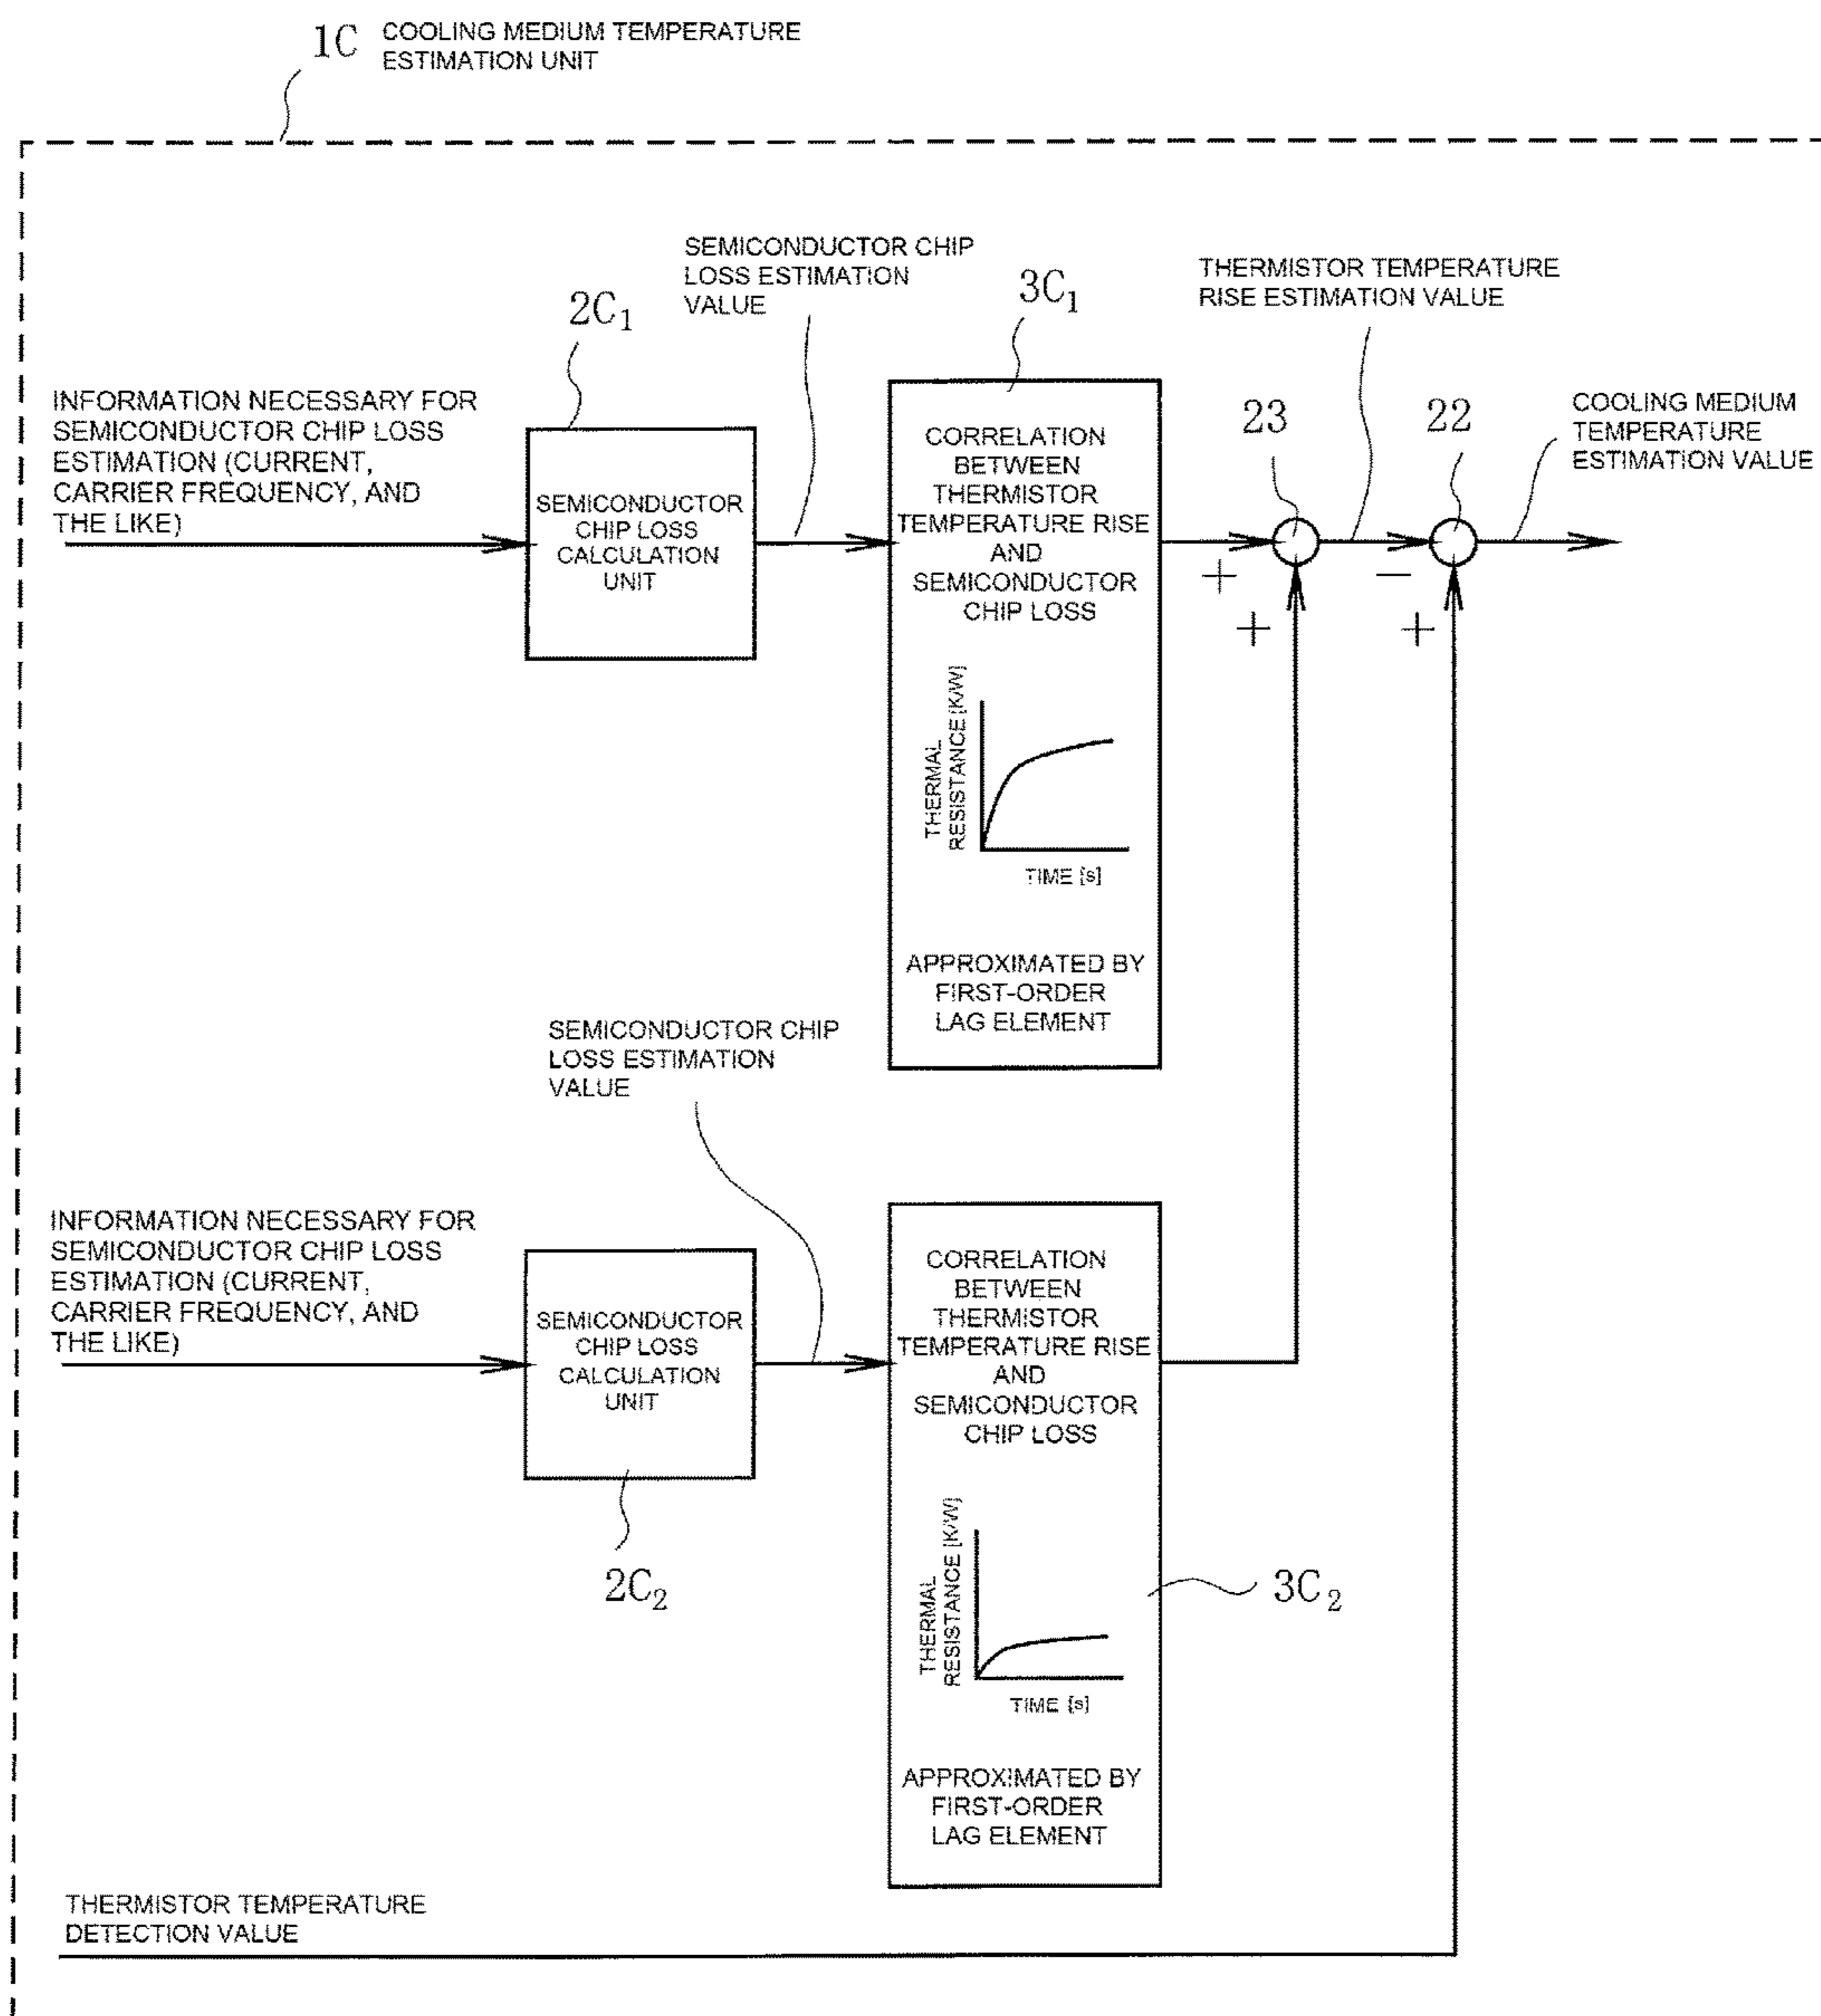 1C
COOLING MEDIUM TEMPERATURE
ESTIMATION UNIT
SEMICONDUCTOR CHIP
LOSS ESTIMATION
VALUE
THERMISTOR TEMPERATURE
RISE ESTIMATION VALUE
2C1
3C1
INFORMATION NECESSARY FOR
SEMICONDUCTOR CHIP LOSS
ESTIMATION (CURRENT,
CARRIER FREQUENCY, AND
THE LIKE)
SEMICONDUCTOR
CHIP LOSS
CALCULATION
UNIT
CORRELATION
BETWEEN
THERMISTOR
TEMPERATURE RISE
AND
SEMICONDUCTOR
CHIP LOSS
THERMAL
RESISTANCE [K/W]
TIME [s]
APPROXIMATED BY
FIRST-ORDER
LAG ELEMENT
23
22
COOLING MEDIUM
TEMPERATURE
ESTIMATION VALUE
+
+
−
+
SEMICONDUCTOR CHIP
LOSS ESTIMATION
VALUE
INFORMATION NECESSARY FOR
SEMICONDUCTOR CHIP LOSS
ESTIMATION (CURRENT,
CARRIER FREQUENCY, AND
THE LIKE)
SEMICONDUCTOR
CHIP LOSS
CALCULATION
UNIT
2C2
CORRELATION
BETWEEN
THERMISTOR
TEMPERATURE RISE
AND
SEMICONDUCTOR
CHIP LOSS
THERMAL
RESISTANCE [K/W]
TIME [s]
APPROXIMATED BY
FIRST-ORDER
LAG ELEMENT
3C2
THERMISTOR TEMPERATURE
DETECTION VALUE